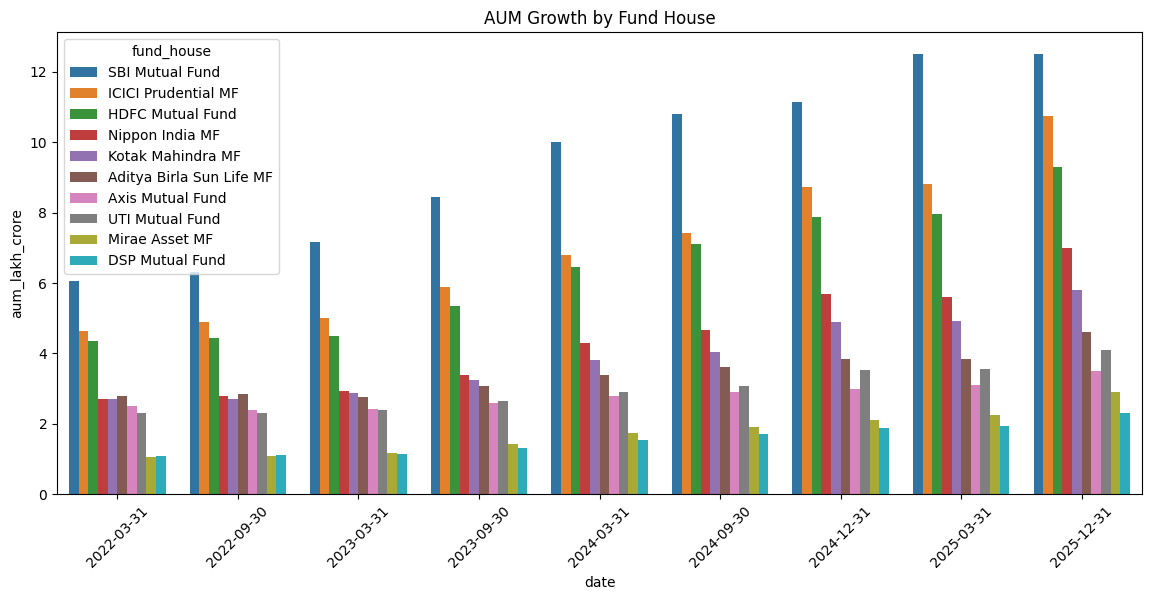 AUM Growth by Fund House
fund_house
SBI Mutual Fund
ICICI Prudential MF
HDFC Mutual Fund
Nippon India MF
Kotak Mahindra MF
Aditya Birla Sun Life MF
Axis Mutual Fund
UTI Mutual Fund
Mirae Asset MF
DSP Mutual Fund
aum_lakh_crore
12
10
8
6
4
2
0
2022-03-31
2022-09-30
2023-03-31
2023-09-30
2024-03-31
2024-09-30
2024-12-31
2025-03-31
2025-12-31
date